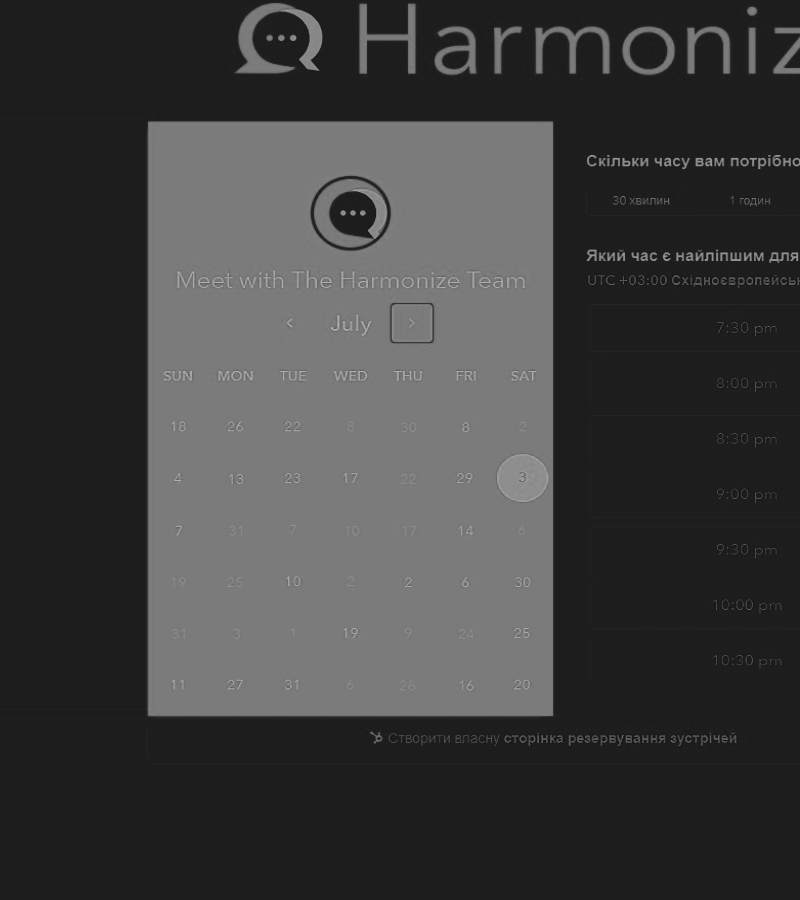 Harmoniz
Meet with The Harmonize Team
July
SUN MON TUE WED THU FRI SAT
18 26 22 8 30 8 2
4 13 23 17 22 29 3
7 31 7 10 17 14 6
19 25 10 2 2 6 30
31 3 1 19 9 24 25
11 27 31 6 28 16 20
Скільки часу вам потрібно
30 хвилин 1 годин
Який час є найліпшим для
UTC +03:00 Східноєвропейськ
7:30 pm
8:00 pm
8:30 pm
9:00 pm
9:30 pm
10:00 pm
10:30 pm
Створити власну сторінка резервування зустрічей